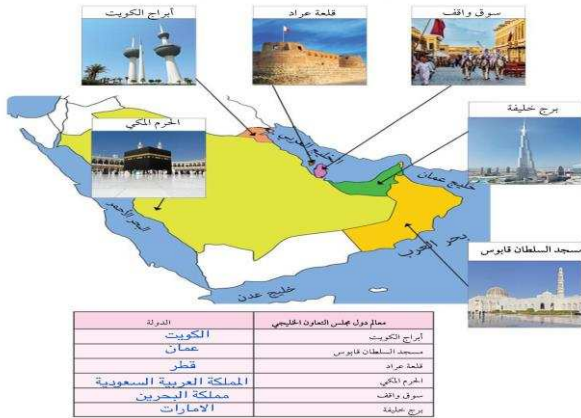 سوق واقف
قلعة عراد
أبراج الكويت
برج خليفة
الحرم المكي
الخليج العربي
خليج عمان
البحر الأحمر
بحر العرب
خليج عدن
مسجد السلطان قابوس
معالم دول مجلس التعاون الخليجي الدولة
أبراج الكويت الكويت
مسجد السلطان قابوس عمان
قلعة عراد قطر
الحرم المكي المملكة العربية السعودية
سوق واقف مملكة البحرين
برج خليفة الامارات